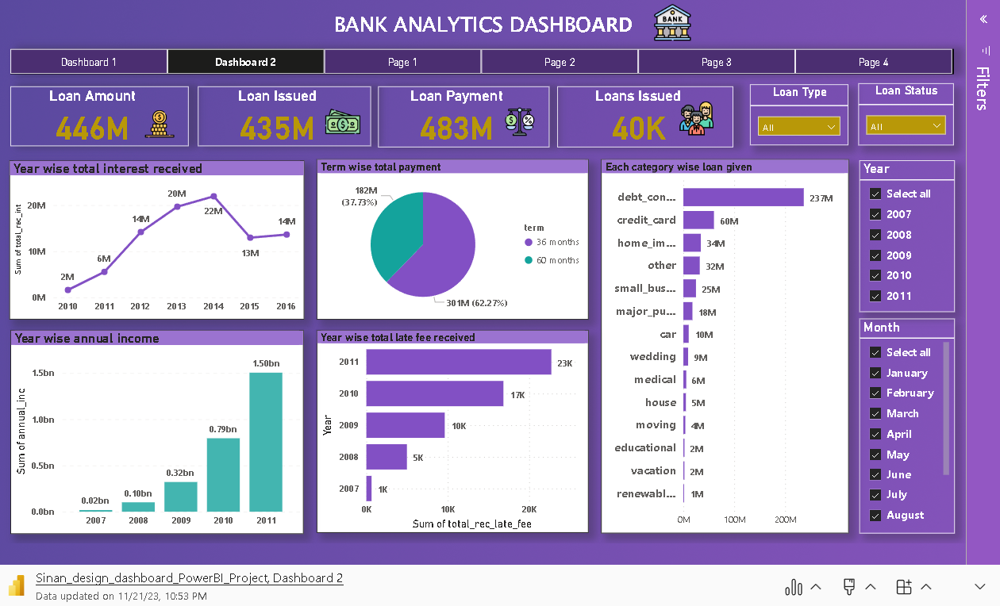 BANK ANALYTICS DASHBOARD
BANK
Dashboard 1
Dashboard 2
Page 1
Page 2
Page 3
Page 4
Filters
Loan Amount
446M
Loan Issued
435M
Loan Payment
483M
Loans Issued
40K
Loan Type
All
Loan Status
All
Year wise total interest received
Sum of total_rec_int
20M
10M
0M
2M
6M
14M
20M
22M
13M
14M
2010 2011 2012 2013 2014 2015 2016
Term wise total payment
182M
(37.73%)
301M (62.27%)
term
36 months
60 months
Each category wise loan given
debt_con... 237M
credit_card 60M
home_im... 34M
other 32M
small_bus... 25M
major_pu... 18M
car 10M
wedding 9M
medical 6M
house 5M
moving 4M
educational 2M
vacation 2M
renewabl... 1M
0M 100M 200M
Year
Select all
2007
2008
2009
2010
2011
Month
Select all
January
February
March
April
May
June
July
August
Year wise annual income
Sum of annual_inc
1.5bn
1.0bn
0.5bn
0.0bn
0.02bn
0.10bn
0.32bn
0.79bn
1.50bn
2007 2008 2009 2010 2011
Year wise total late fee received
Year
2011 23K
2010 17K
2009 10K
2008 5K
2007 1K
0K 10K 20K
Sum of total_rec_late_fee
Sinan_design_dashboard_PowerBI_Project, Dashboard 2
Data updated on 11/21/23, 10:53 PM